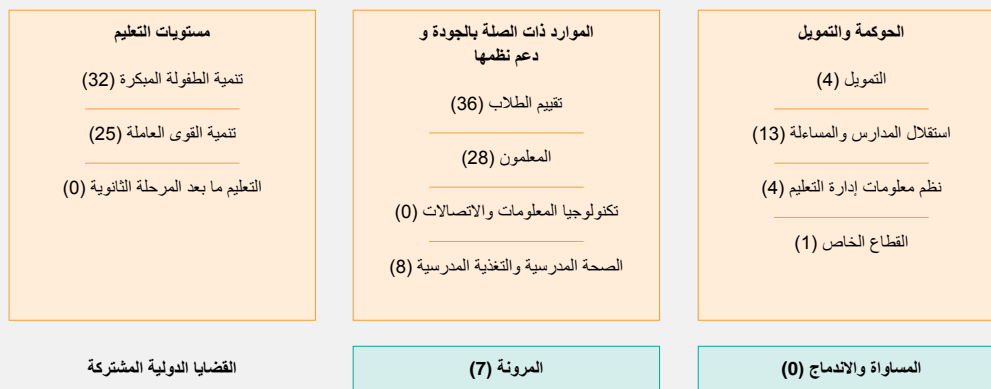 الحوكمة والتمويل
التمويل (4)
استقلال المدارس والمساءلة (13)
نظم معلومات إدارة التعليم (4)
القطاع الخاص (1)
الموارد ذات الصلة بالجودة و
دعم نظمها
تقييم الطلاب (36)
المعلمون (28)
تكنولوجيا المعلومات والاتصالات (0)
الصحة المدرسية والتغذية المدرسية (8)
مستويات التعليم
تنمية الطفولة المبكرة (32)
تنمية القوى العاملة (25)
التعليم ما بعد المرحلة الثانوية (0)
المساواة والاندماج (0)
المرونة (7)
القضايا الدولية المشتركة